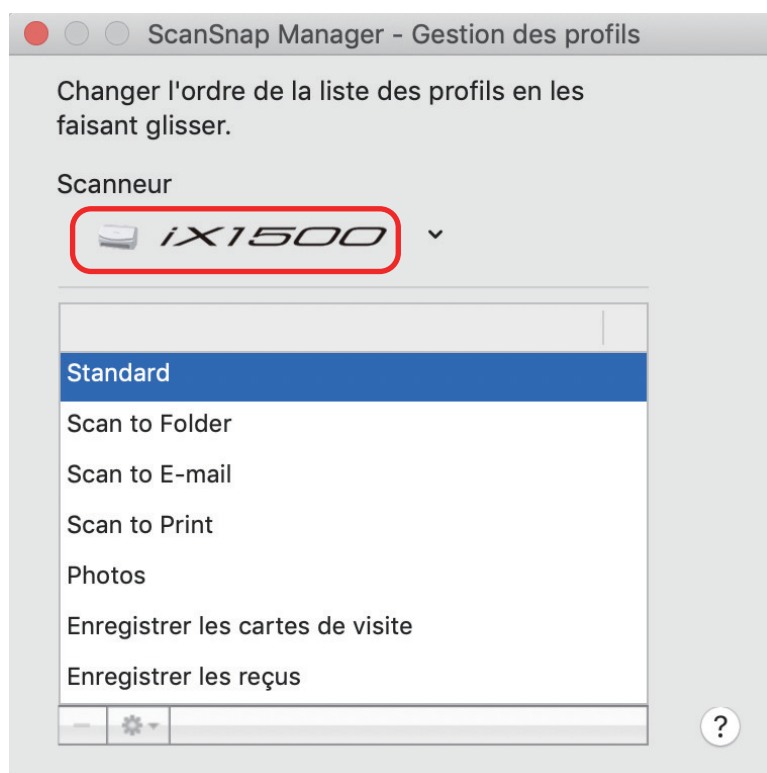 ScanSnap Manager - Gestion des profils
Changer l'ordre de la liste des profils en les
faisant glisser.
Scanneur
iX1500
Standard
Scan to Folder
Scan to E-mail
Scan to Print
Photos
Enregistrer les cartes de visite
Enregistrer les reçus
?